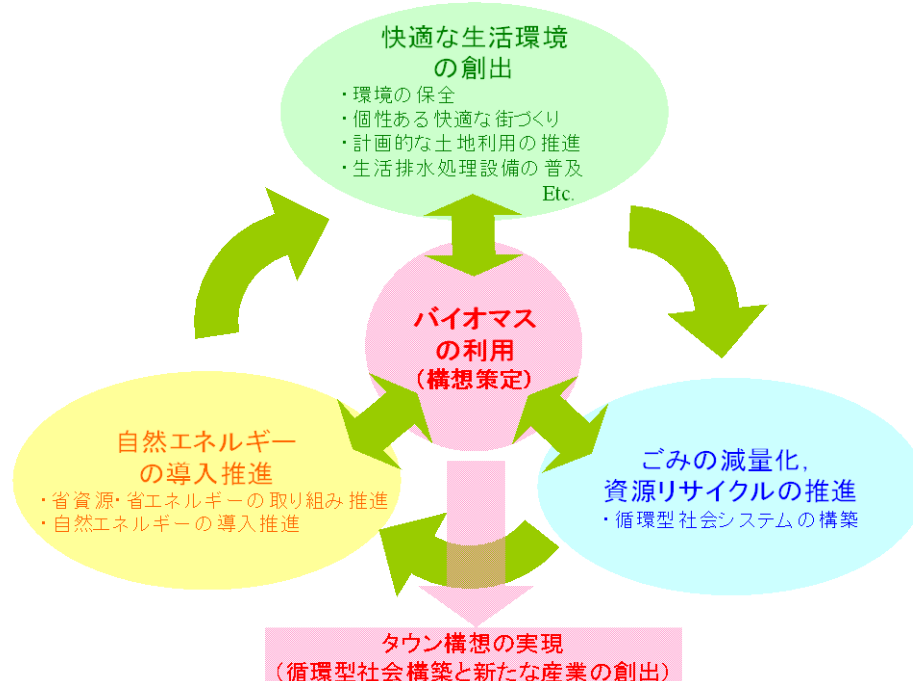 快適な生活環境
の創出
・環境の保全
・個性ある快適な街づくり
・計画的な土地利用の推進
・生活排水処理設備の普及
Etc.
バイオマス
の利用
(構想策定)
自然エネルギー
の導入推進
・省資源・省エネルギーの取り組み推進
・自然エネルギーの導入推進
ごみの減量化,
資源リサイクルの推進
・循環型社会システムの構築
タウン構想の実現
(循環型社会構築と新たな産業の創出)